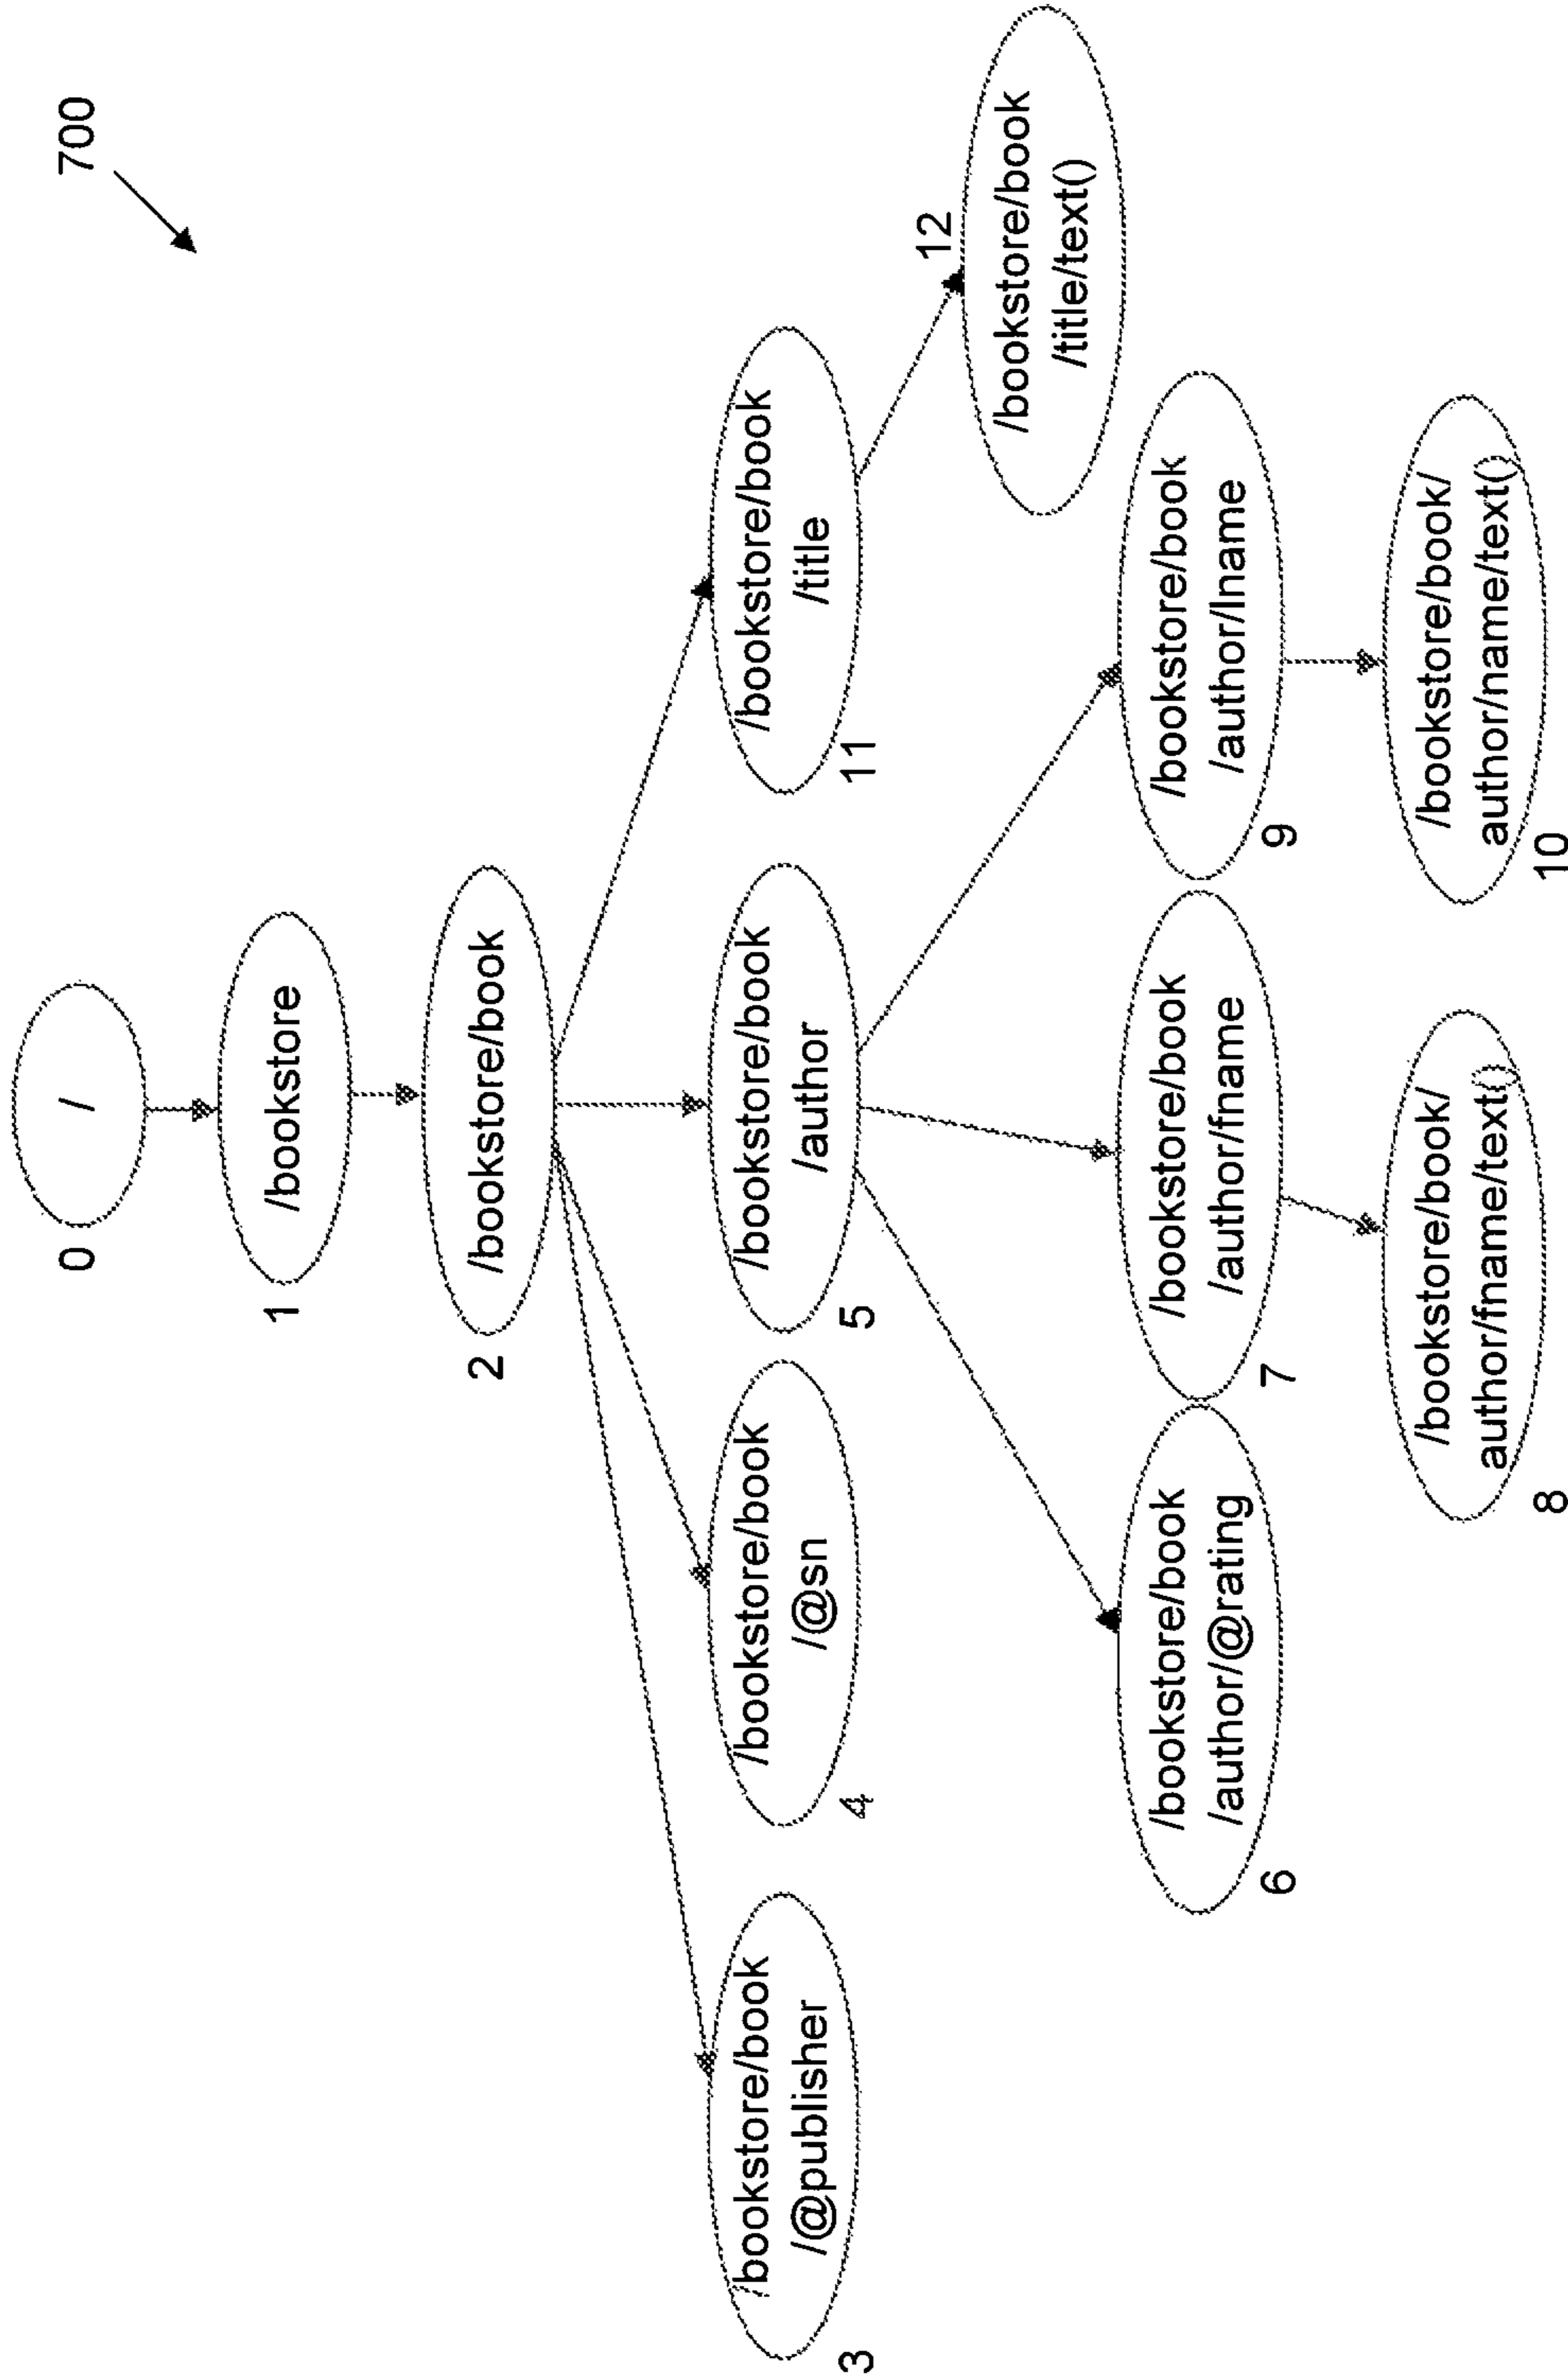 700
0
/
1
/bookstore
2
/bookstore/book
3
/bookstore/book
/@publisher
4
/bookstore/book
/@sn
5
/bookstore/book
/author
11
/bookstore/book
/title
12
/bookstore/book
/title/text()
6
/bookstore/book
/author/@rating
7
/bookstore/book
/author/fname
9
/bookstore/book
/author/lname
8
/bookstore/book/
author/fname/text()
10
/bookstore/book/
author/name/text()